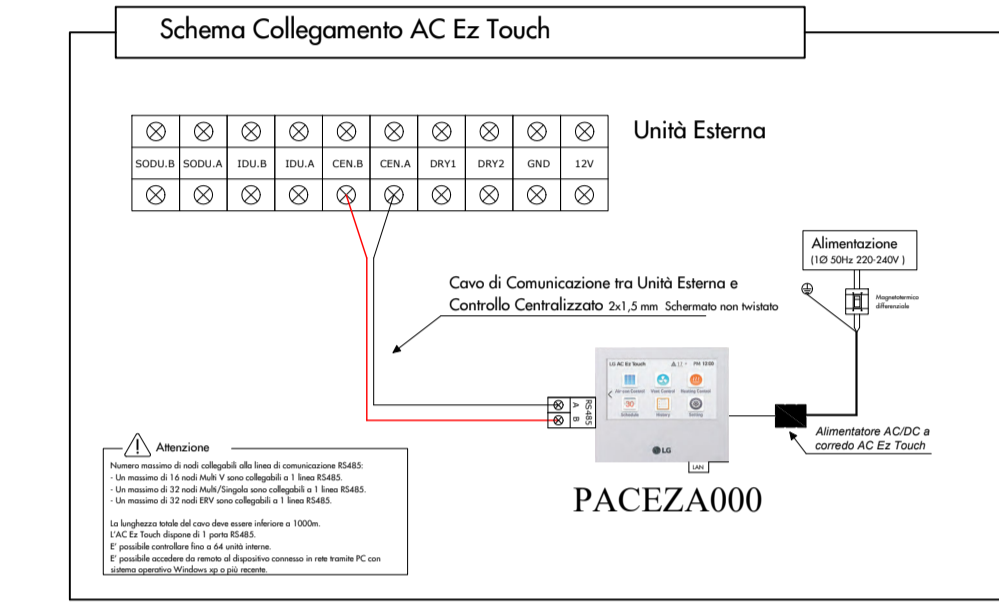 Schema Collegamento AC Ez Touch
Unità Esterna
SODU.B SODU.A IDU.B IDU.A CEN.B CEN.A DRY1 DRY2 GND 12V
Alimentazione
(1Ø 50Hz 220-240V )
Magnetotermico
differenziale
Cavo di Comunicazione tra Unità Esterna e
Controllo Centralizzato 2x1,5 mm Schermato non twistato
LG AC Ez Touch PM 12:00
Air-con Control Vent Control Heating Control
30
Schedule History Setting
LG
LAN
A
B
RS-485
Alimentatore AC/DC a
corredo AC Ez Touch
PACEZA000
Attenzione
Numero massimo di nodi collegabili alla linea di comunicazione RS485:
- Un massimo di 16 nodi Multi V sono collegabili a 1 linea RS485.
- Un massimo di 32 nodi Multi/Singola sono collegabili a 1 linea RS485.
- Un massimo di 32 nodi ERV sono collegabili a 1 linea RS485.
La lunghezza totale del cavo deve essere inferiore a 1000m.
L'AC Ez Touch dispone di 1 porta RS485.
E' possibile controllare fino a 64 unità interne.
E' possibile accedere da remoto al dispositivo connesso in rete tramite PC con
sistema operativo Windows xp o più recente.